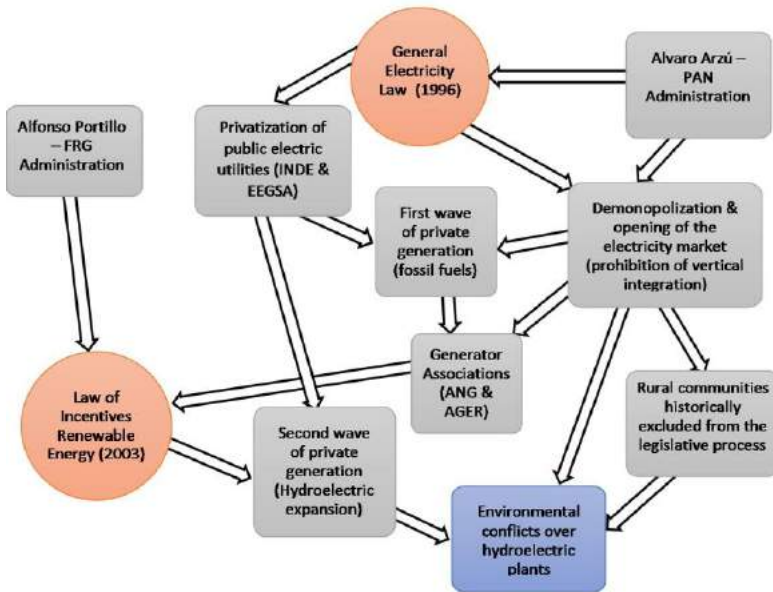 General
Electricity
Law (1996)
Alvaro Arzú –
PAN
Administration
Alfonso Portillo
– FRG
Administration
Privatization of
public electric
utilities (INDE &
EEGSA)
First wave
of private
generation
(fossil fuels)
Demonopolization &
opening of the
electricity market
(prohibition of vertical
integration)
Law of
Incentives
Renewable
Energy (2003)
Generator
Associations
(ANG &
AGER)
Rural communities
historically
excluded from the
legislative process
Second wave
of private
generation
(Hydroelectric
expansion)
Environmental
conflicts over
hydroelectric
plants